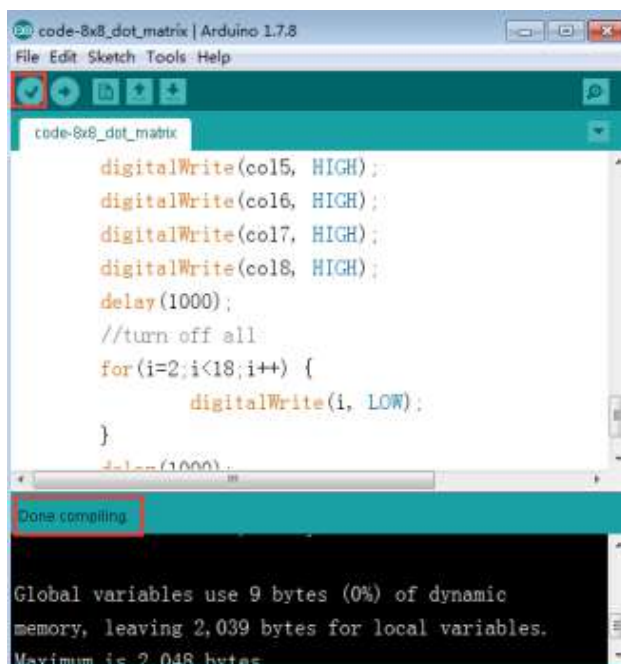 code-8x8_dot_matrix | Arduino 1.7.8
File Edit Sketch Tools Help
code-8x8_dot_matrix
digitalWrite(col5, HIGH);
digitalWrite(col6, HIGH);
digitalWrite(col7, HIGH);
digitalWrite(col8, HIGH);
delay(1000);
//turn off all
for(i=2;i<18;i++) {
digitalWrite(i, LOW);
}
delay(1000);
Done compiling.
Global variables use 9 bytes (0%) of dynamic
memory, leaving 2,039 bytes for local variables.
Maximum is 2,048 bytes.